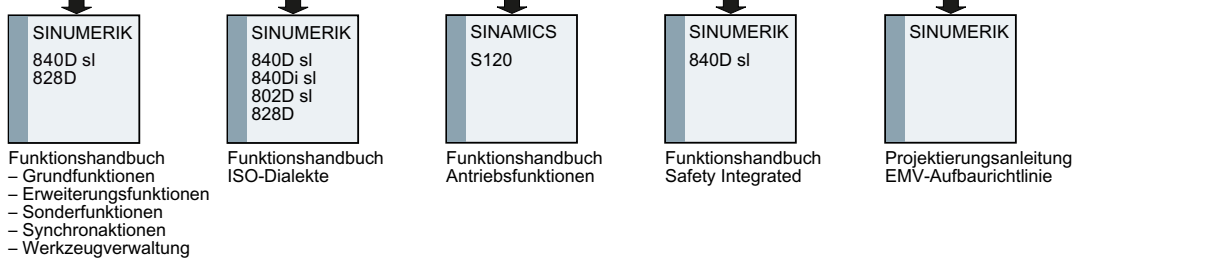 SINUMERIK
840D sl
828D
Funktionshandbuch
– Grundfunktionen
– Erweiterungsfunktionen
– Sonderfunktionen
– Synchronaktionen
– Werkzeugverwaltung
SINUMERIK
840D sl
840Di sl
802D sl
828D
Funktionshandbuch
ISO-Dialekte
SINAMICS
S120
Funktionshandbuch
Antriebsfunktionen
SINUMERIK
840D sl
Funktionshandbuch
Safety Integrated
SINUMERIK
Projektierungsanleitung
EMV-Aufbaurichtlinie